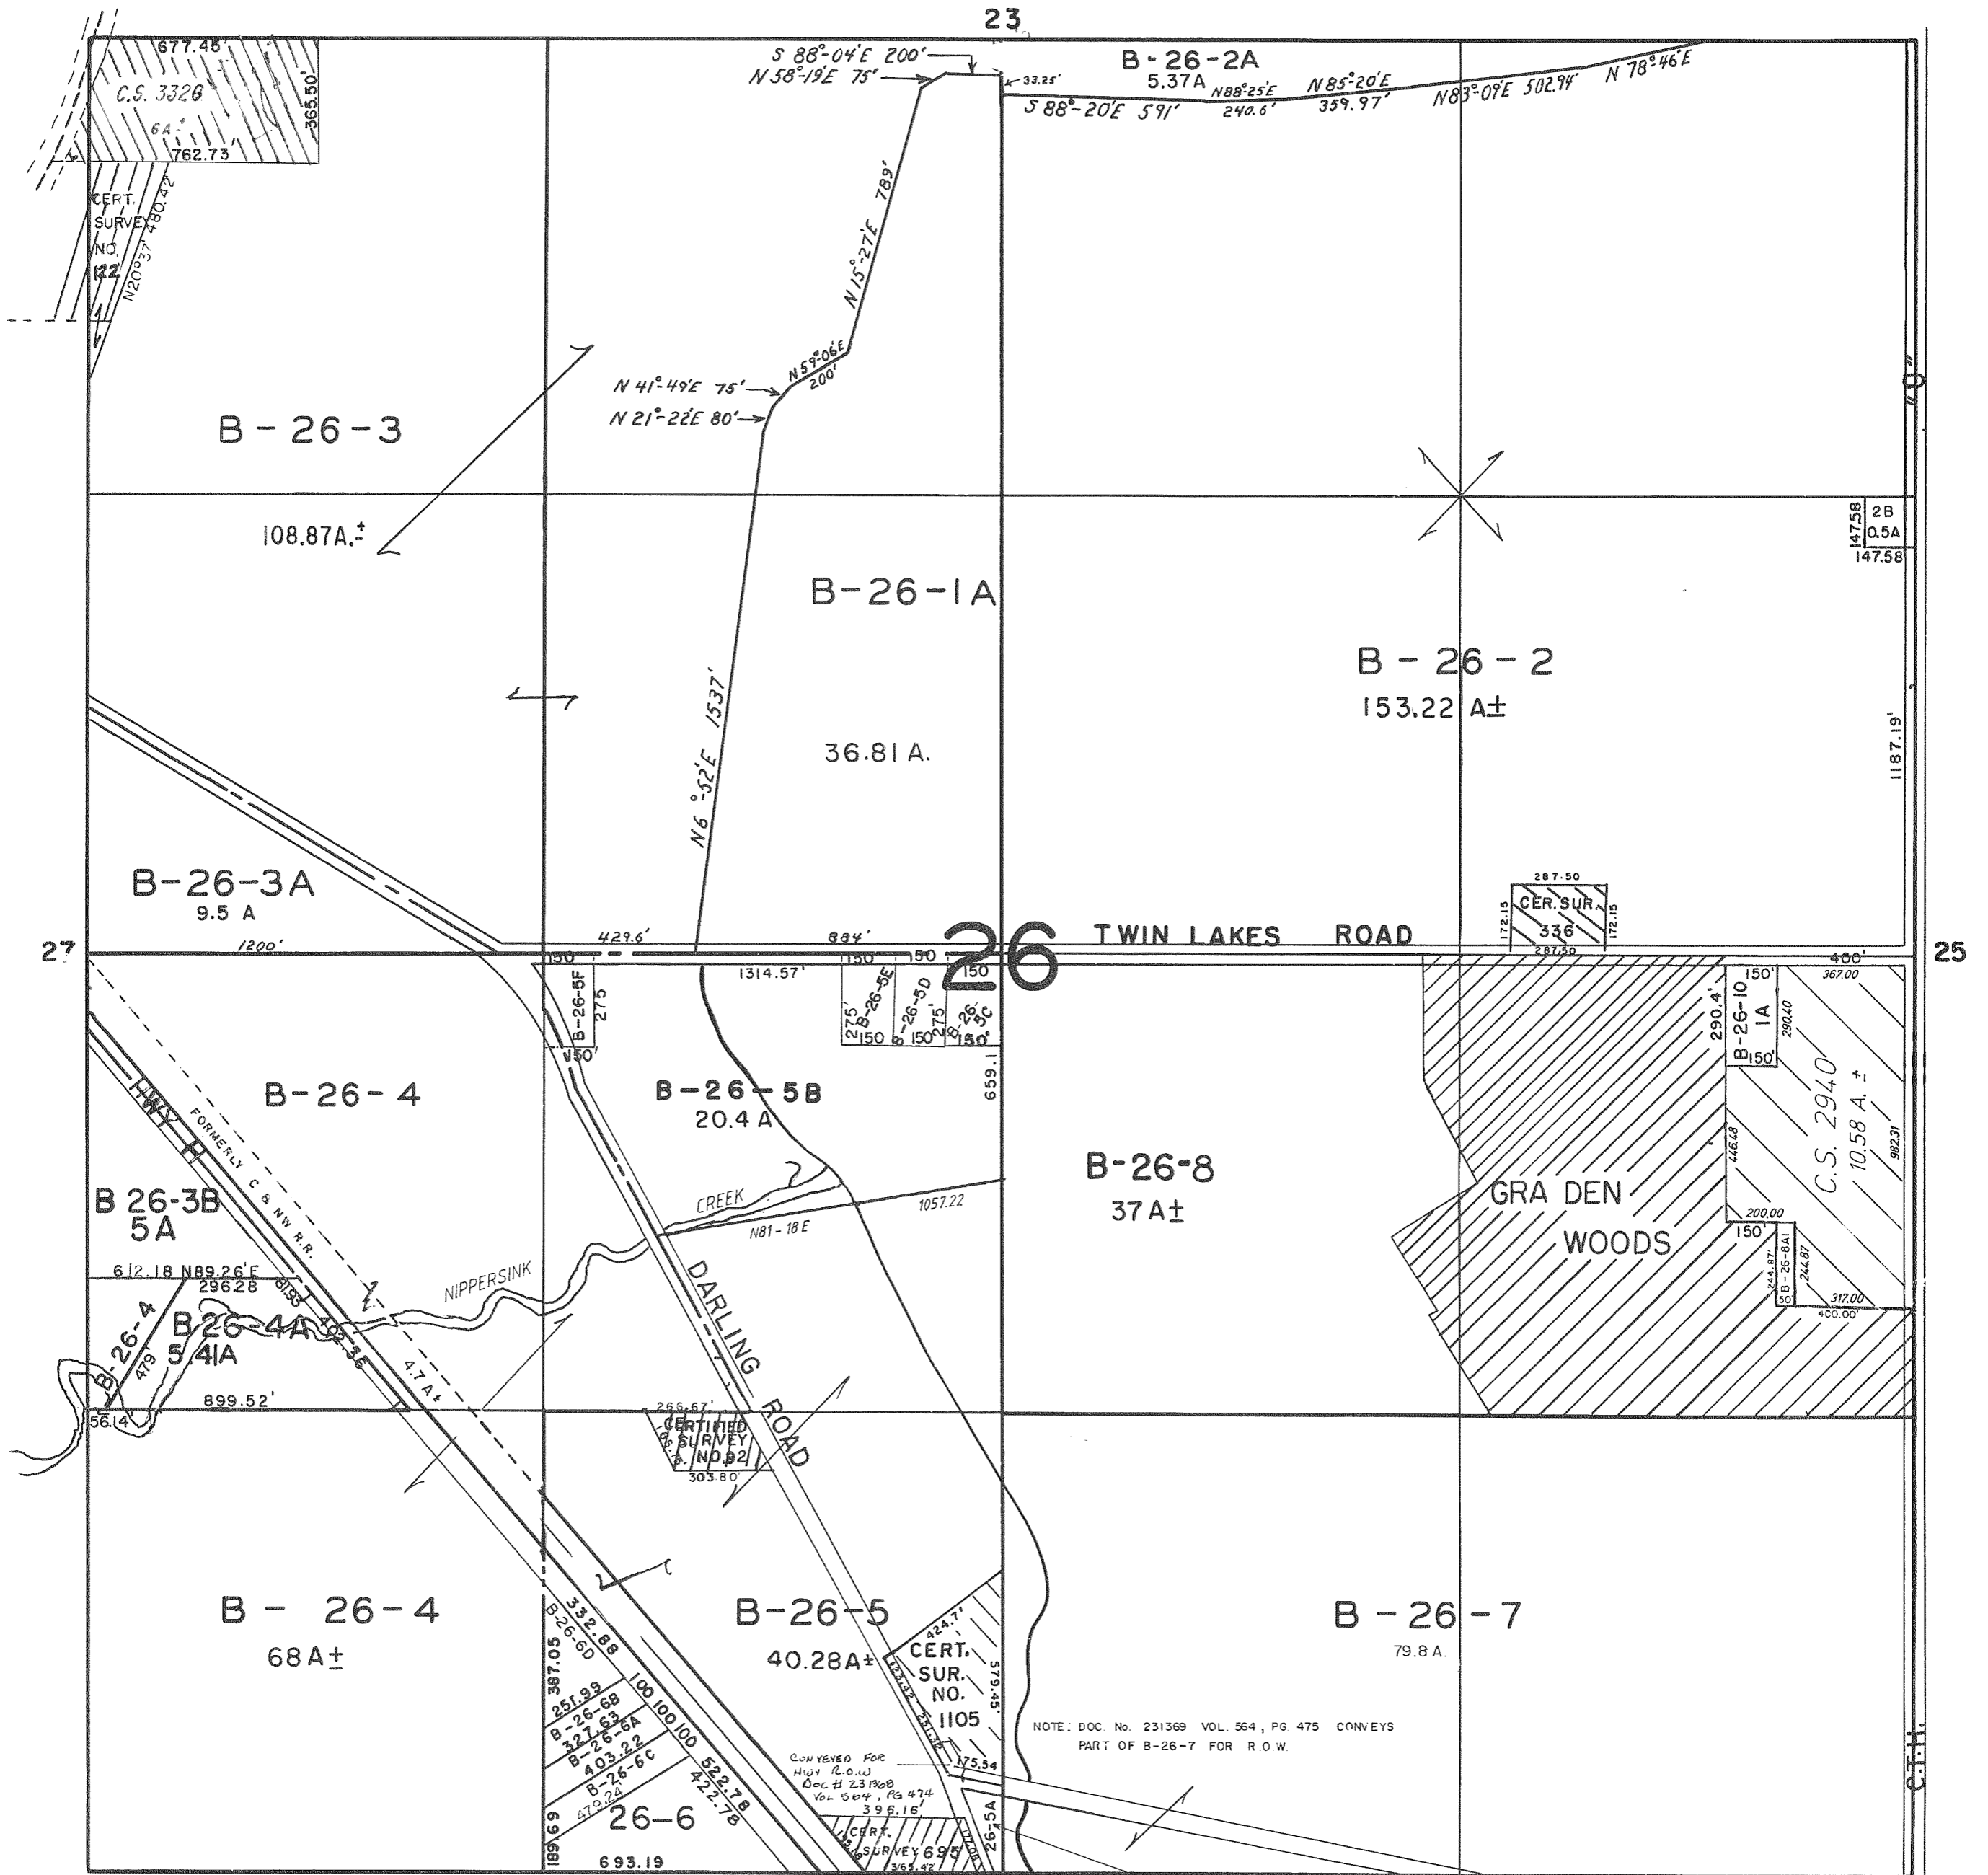 23
677.45'
C.S. 3326
6A
365.50'
762.73'
CERT.
SURVEY
NO.
122
N20°37' 480.42
S 88°-04'E 200'
N 58°-19'E 75'
33.25'
B-26-2A
5.37A
S 88°-20'E 591'
N88°-25'E
240.6'
N85°-20'E
359.97'
N83°-09'E 502.94'
N 78°46'E
N 15°-27'E 789'
N59°-06'E
200'
N 41°-49'E 75'
N 21°-22'E 80'
N6°-52'E 1537'
B-26-3
108.87A.±
B-26-1A
36.81 A.
B-26-2
153.22 A±
"O"
147.58
2B
0.5A
147.58
1187.19'
B-26-3A
9.5 A
27
1200'
429.6'
884'
26
TWIN LAKES ROAD
287.50
172.15
CER. SUR.
336
172.15
287.50
400'
25
150
B-26-5F
275
150'
1314.57'
150
150
150
275'
B-26-5E
B-26-5D
275'
B-26-5C
150
150'
150'
659.1
B-26-4
B-26-5B
20.4 A
B-26-8
37 A±
GRA DEN
WOODS
150'
290.4'
B-26-10
1A
150'
290.40
367.00
C.S. 2940
10.58 A. ±
982.31
446.48
200.00
150'
244.87'
B-26-8A1
244.87
50'
317.00
400.00'
HWY H
FORMERLY C & NW R.R.
B 26-3B
5A
612.18 N89.26'E
296.28
81.93
B-26-4
479'
B 26-4A
5.41A
402.36
4.7 A±
899.52'
56.14'
NIPPERSINK
CREEK
N81-18E
1057.22
DARLING ROAD
266.67'
CERTIFIED
SURVEY
NO.92
303.80'
B - 26-4
68 A±
B-26-5
40.28A±
B-26-7
79.8 A.
332.88
B-26-6D
387.05
251.99
B-26-6B
327.63
B-26-6A
403.22
B-26-6C
479.24
100 100 100
522.78
422.78
189.69
26-6
693.19
424.7'
CERT.
SUR.
NO.
1105
123.42
251.32
579.45'
175.54
NOTE: DOC. No. 231369 VOL. 564, PG. 475 CONVEYS
PART OF B-26-7 FOR R.O.W.
CONVEYED FOR
HWY R.O.W
DOC # 231368
VOL 564, PG 474
396.16'
CERT.
SURVEY 695
365.42'
26-5A
C.T.H.